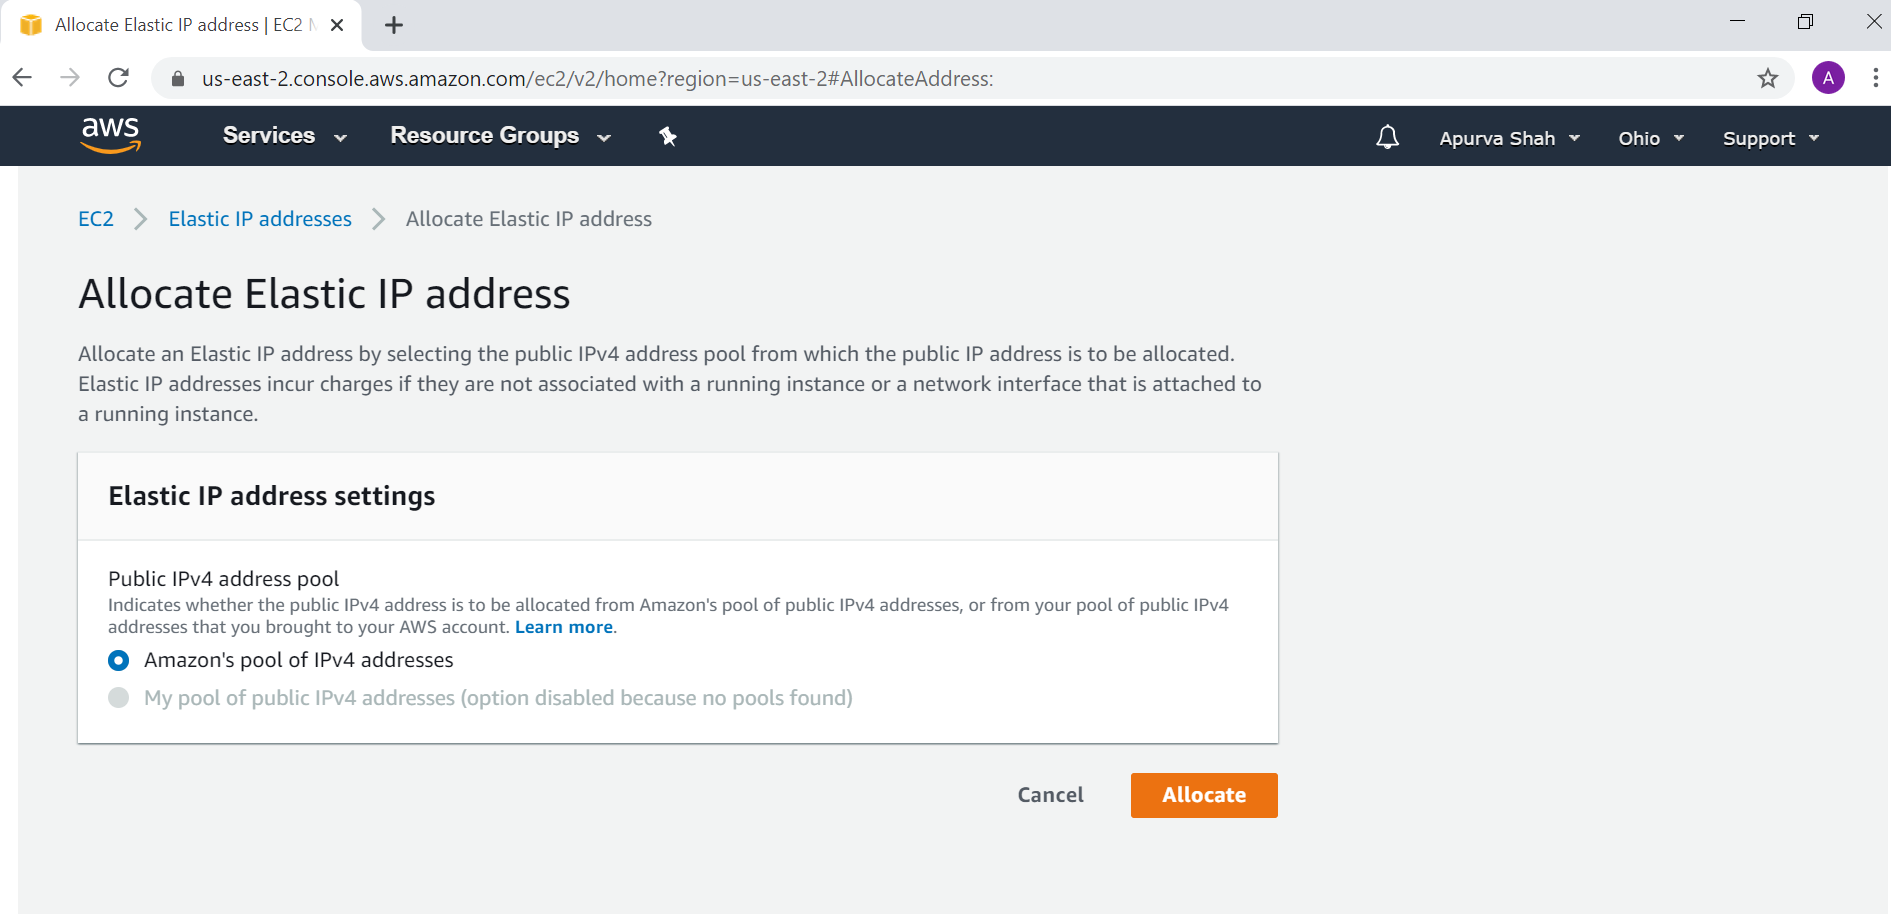 Allocate Elastic IP address | EC2
us-east-2.console.aws.amazon.com/ec2/v2/home?region=us-east-2#AllocateAddress:
A
aws
Services
Resource Groups
Apurva Shah
Ohio
Support
EC2
Elastic IP addresses
Allocate Elastic IP address
Allocate Elastic IP address
Allocate an Elastic IP address by selecting the public IPv4 address pool from which the public IP address is to be allocated.
Elastic IP addresses incur charges if they are not associated with a running instance or a network interface that is attached to
a running instance.
Elastic IP address settings
Public IPv4 address pool
Indicates whether the public IPv4 address is to be allocated from Amazon's pool of public IPv4 addresses, or from your pool of public IPv4
addresses that you brought to your AWS account. Learn more.
Amazon's pool of IPv4 addresses
My pool of public IPv4 addresses (option disabled because no pools found)
Cancel
Allocate